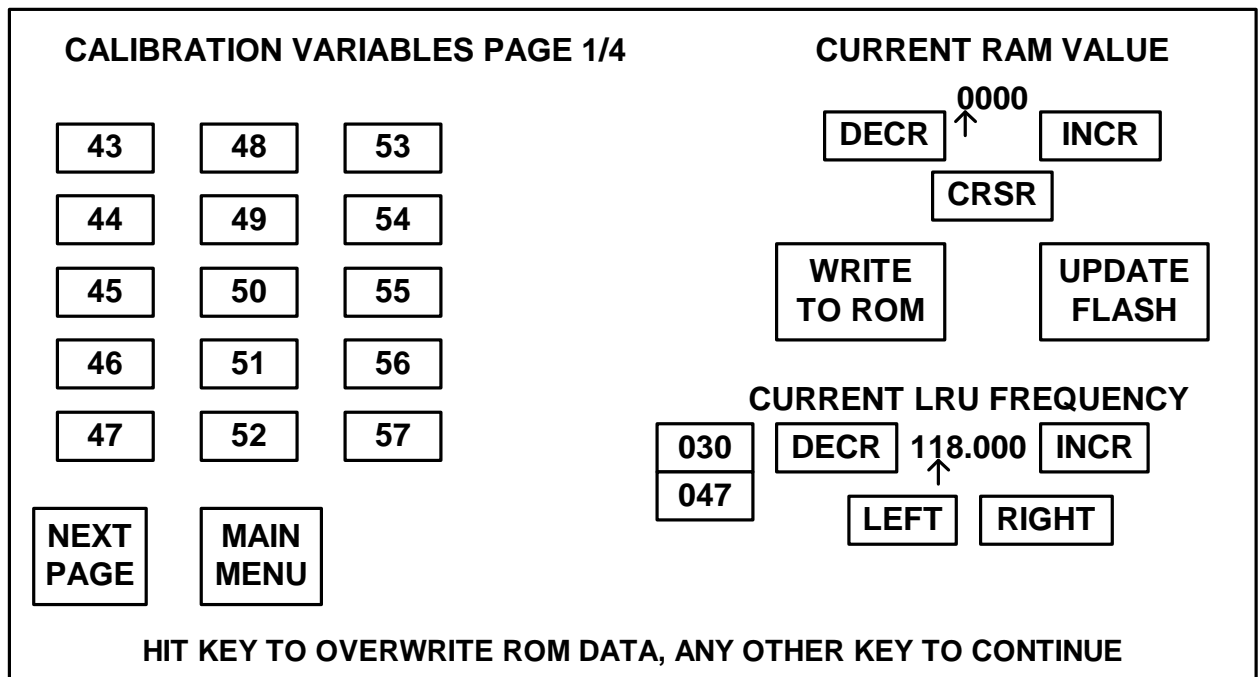 CALIBRATION VARIABLES PAGE 1/4
CURRENT RAM VALUE
0000
DECR
INCR
CRSR
43 48 53
44 49 54
45 50 55
46 51 56
47 52 57
WRITE
TO ROM
UPDATE
FLASH
CURRENT LRU FREQUENCY
030
047
DECR 118.000 INCR
LEFT RIGHT
NEXT
PAGE
MAIN
MENU
HIT KEY TO OVERWRITE ROM DATA, ANY OTHER KEY TO CONTINUE